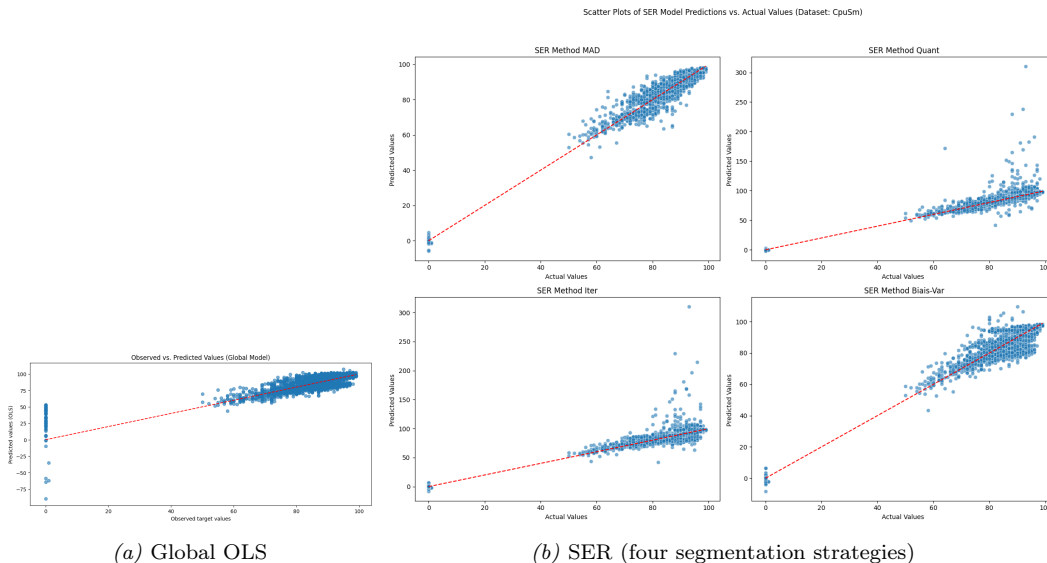 Scatter Plots of SER Model Predictions vs. Actual Values (Dataset: CpuSm)
SER Method MAD
100
80
60
40
20
0
Predicted Values
0 20 40 60 80 100
Actual Values
SER Method Quant
300
250
200
150
100
50
0
Predicted Values
0 20 40 60 80 100
Actual Values
SER Method Iter
300
250
200
150
100
50
0
Predicted Values
0 20 40 60 80 100
Actual Values
SER Method Biais-Var
100
80
60
40
20
0
Predicted Values
0 20 40 60 80 100
Actual Values
Observed vs. Predicted Values (Global Model)
100
75
50
25
0
−25
−50
−75
Predicted values (OLS)
0 20 40 60 80 100
Observed target values
(a) Global OLS
(b) SER (four segmentation strategies)